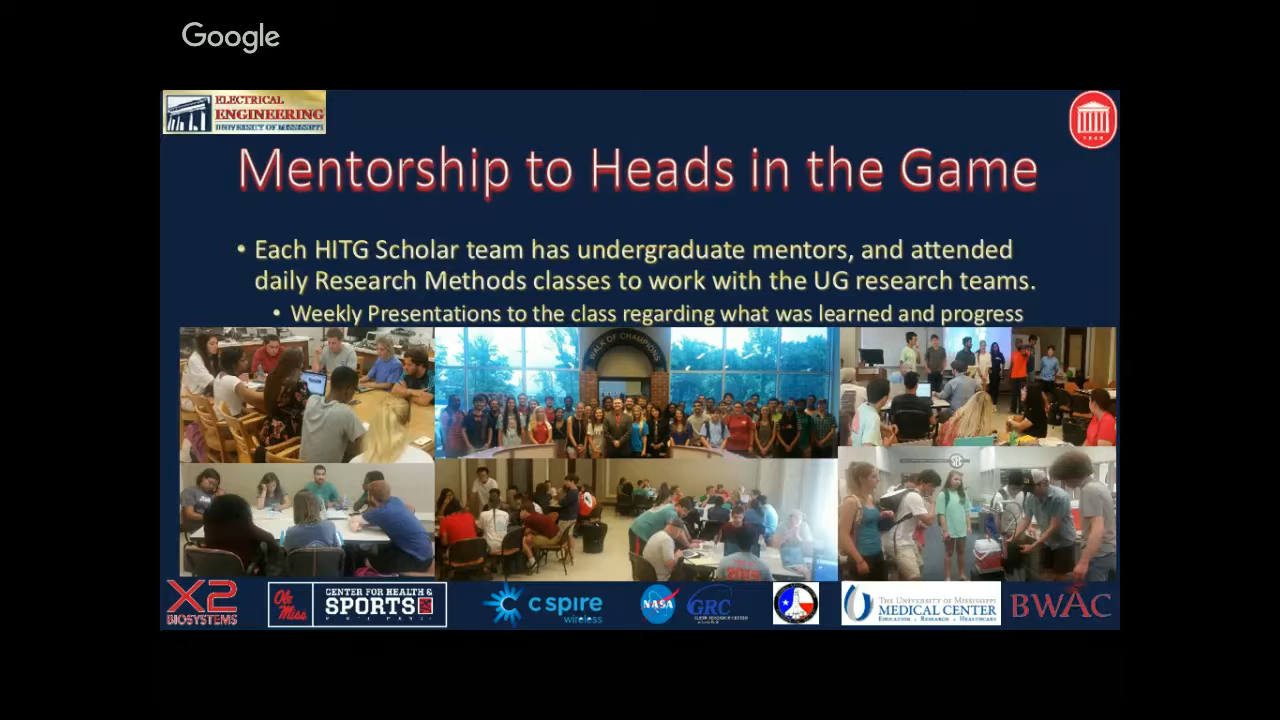 Google
ELECTRICAL
ENGINEERING
UNIVERSITY OF MISSISSIPPI
1848
Mentorship to Heads in the Game
• Each HITG Scholar team has undergraduate mentors, and attended
daily Research Methods classes to work with the UG research teams.
• Weekly Presentations to the class regarding what was learned and progress
WALK OF CHAMPIONS
SEC
X2
BIOSYSTEMS
Ole
Miss
CENTER FOR HEALTH &
SPORTS
c spire
wireless
NASA
GRC
THE UNIVERSITY OF MISSISSIPPI
MEDICAL CENTER
EDUCATION • RESEARCH • HEALTHCARE
BWAC